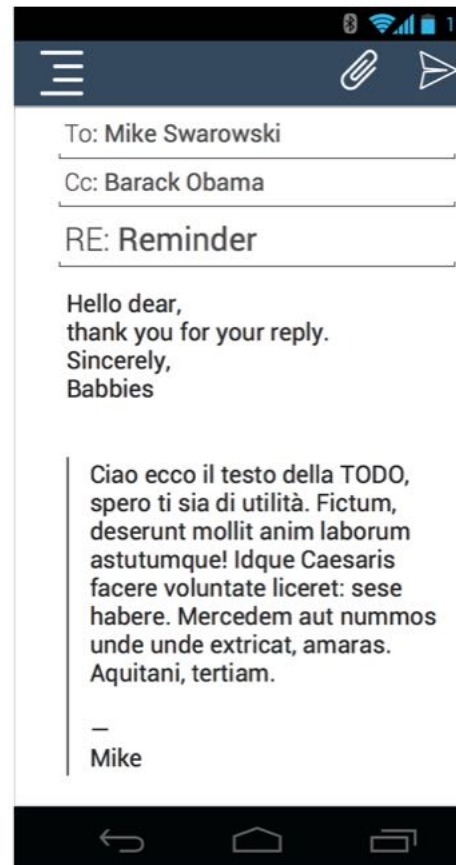 1
To: Mike Swarowski
Cc: Barack Obama
RE: Reminder
Hello dear,
thank you for your reply.
Sincerely,
Babbies
Ciao ecco il testo della TODO,
spero ti sia di utilità. Fictum,
deserunt mollit anim laborum
astutumque! Idque Caesaris
facere voluntate liceret: sese
habere. Mercedem aut nummos
unde unde extricat, amaras.
Aquitani, tertiam.
—
Mike